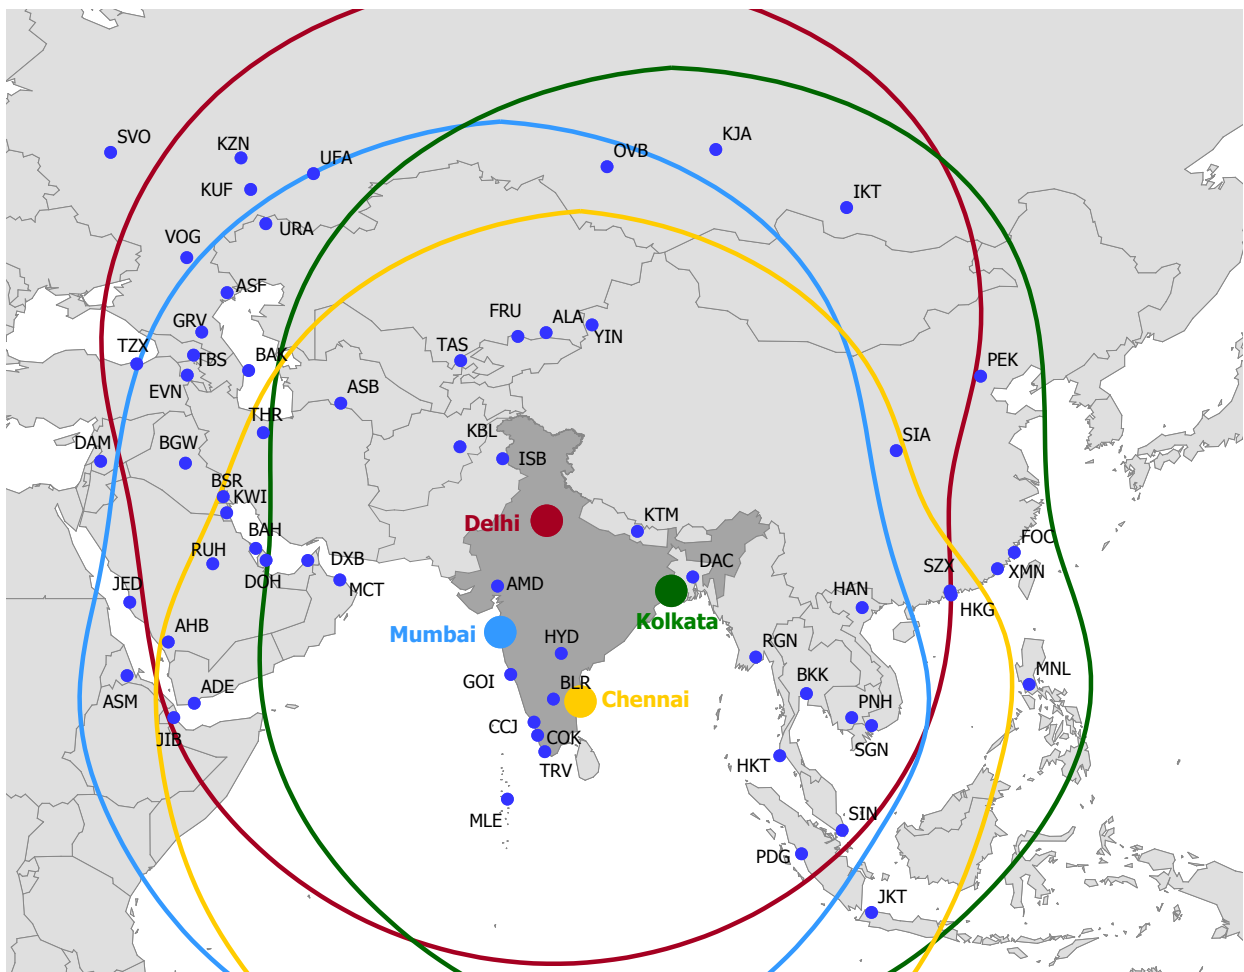 SVO
KZN
UFA
OVB
KJA
KUF
IKT
URA
VOG
ASF
GRV
FRU
ALA
YIN
TZX
TBS
BAK
TAS
PEK
EVN
ASB
THR
DAM
BGW
KBL
ISB
SIA
BSR
KWI
Delhi
KTM
BAH
FOC
RUH
DXB
DAC
XMN
DOH
MCT
AMD
SZX
JED
HAN
HKG
AHB
Mumbai
Kolkata
HYD
RGN
MNL
ASM
ADE
GOI
BLR
Chennai
BKK
PNH
JIB
CCJ
COK
SGN
TRV
HKT
MLE
SIN
PDG
JKT